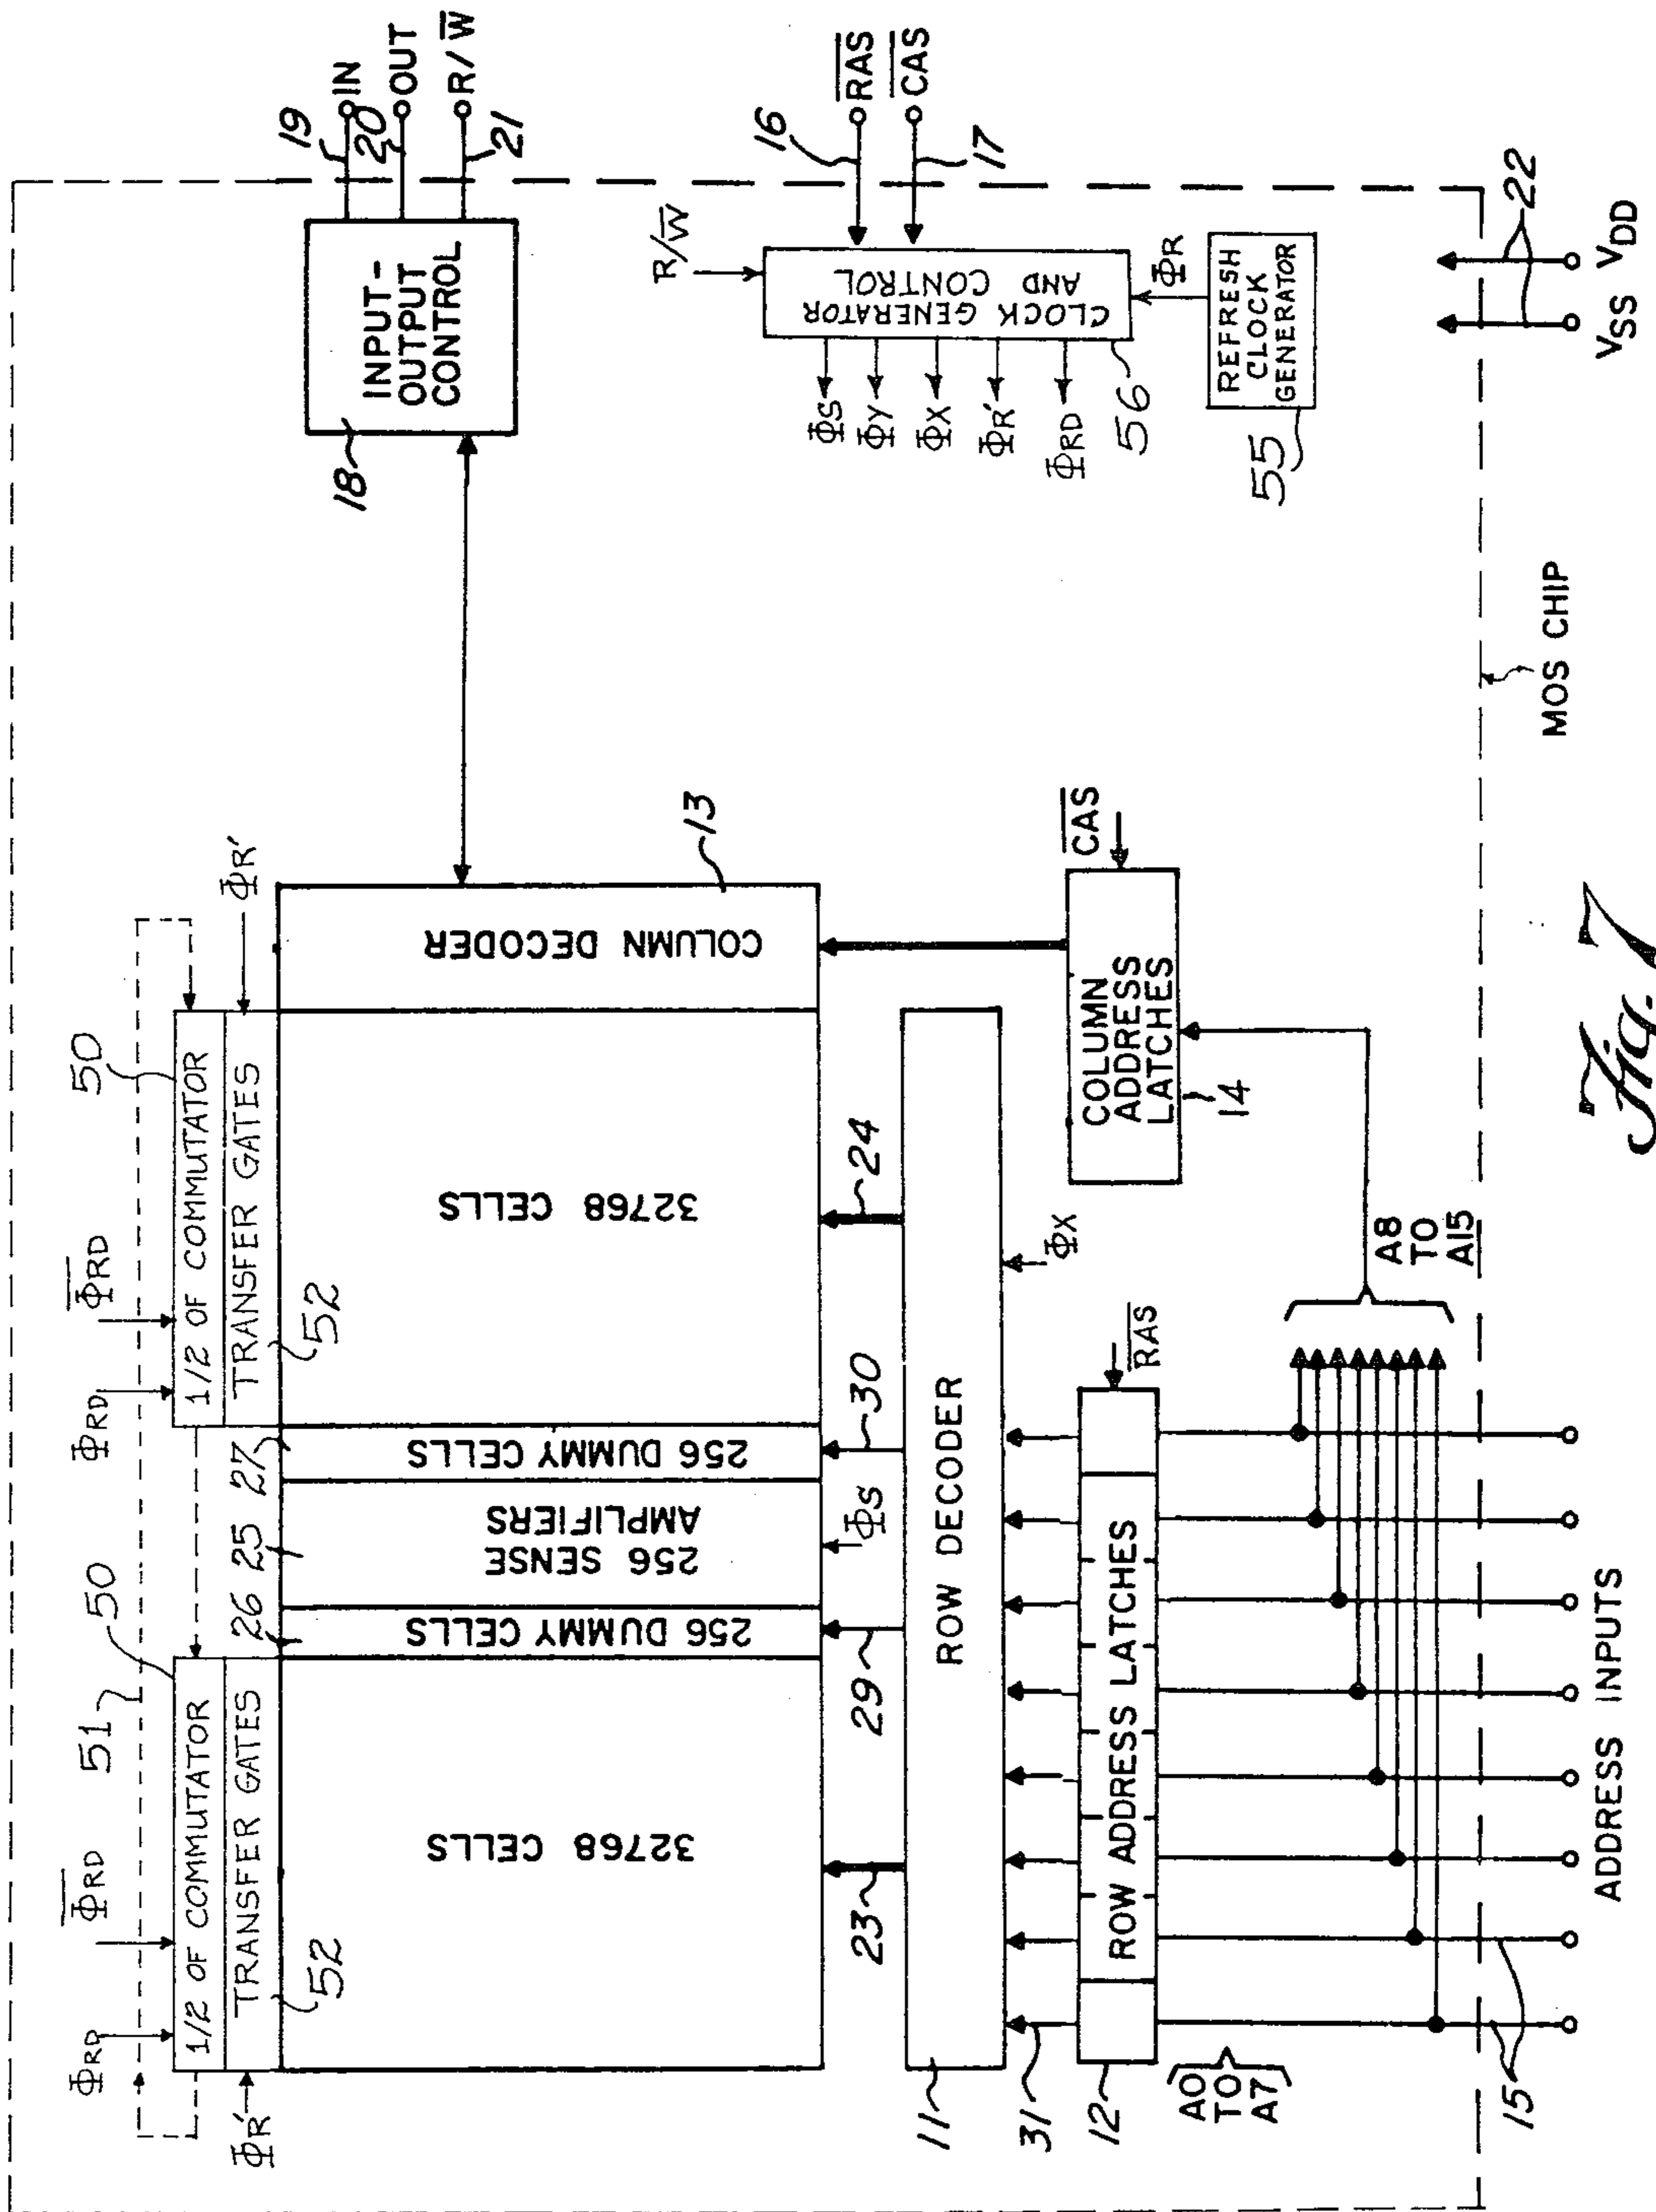 ΦRD
Φ̅RD
51
50
ΦRD
Φ̅RD
50
ΦR'
1/2 OF COMMUTATOR
1/2 OF COMMUTATOR
ΦR'
TRANSFER GATES
TRANSFER GATES
52
26
25
27
52
32768 CELLS
256 DUMMY CELLS
256 SENSE
AMPLIFIERS
256 DUMMY CELLS
32768 CELLS
COLUMN DECODER
13
23
29
ΦS
30
24
11
ROW DECODER
ΦX
31
12
ROW ADDRESS LATCHES
R̅A̅S̅
A0
TO
A7
COLUMN
ADDRESS
LATCHES
C̅A̅S̅
14
A8
TO
A15
15
ADDRESS INPUTS
18
INPUT-
OUTPUT
CONTROL
19
IN
20
OUT
21
R/W̅
R/W̅
16
R̅A̅S̅
17
C̅A̅S̅
CLOCK GENERATOR
AND CONTROL
ΦS
ΦY
ΦX
ΦR'
ΦRD
56
ΦR
REFRESH
CLOCK
GENERATOR
55
22
VSS
VDD
MOS CHIP
Fig. 7